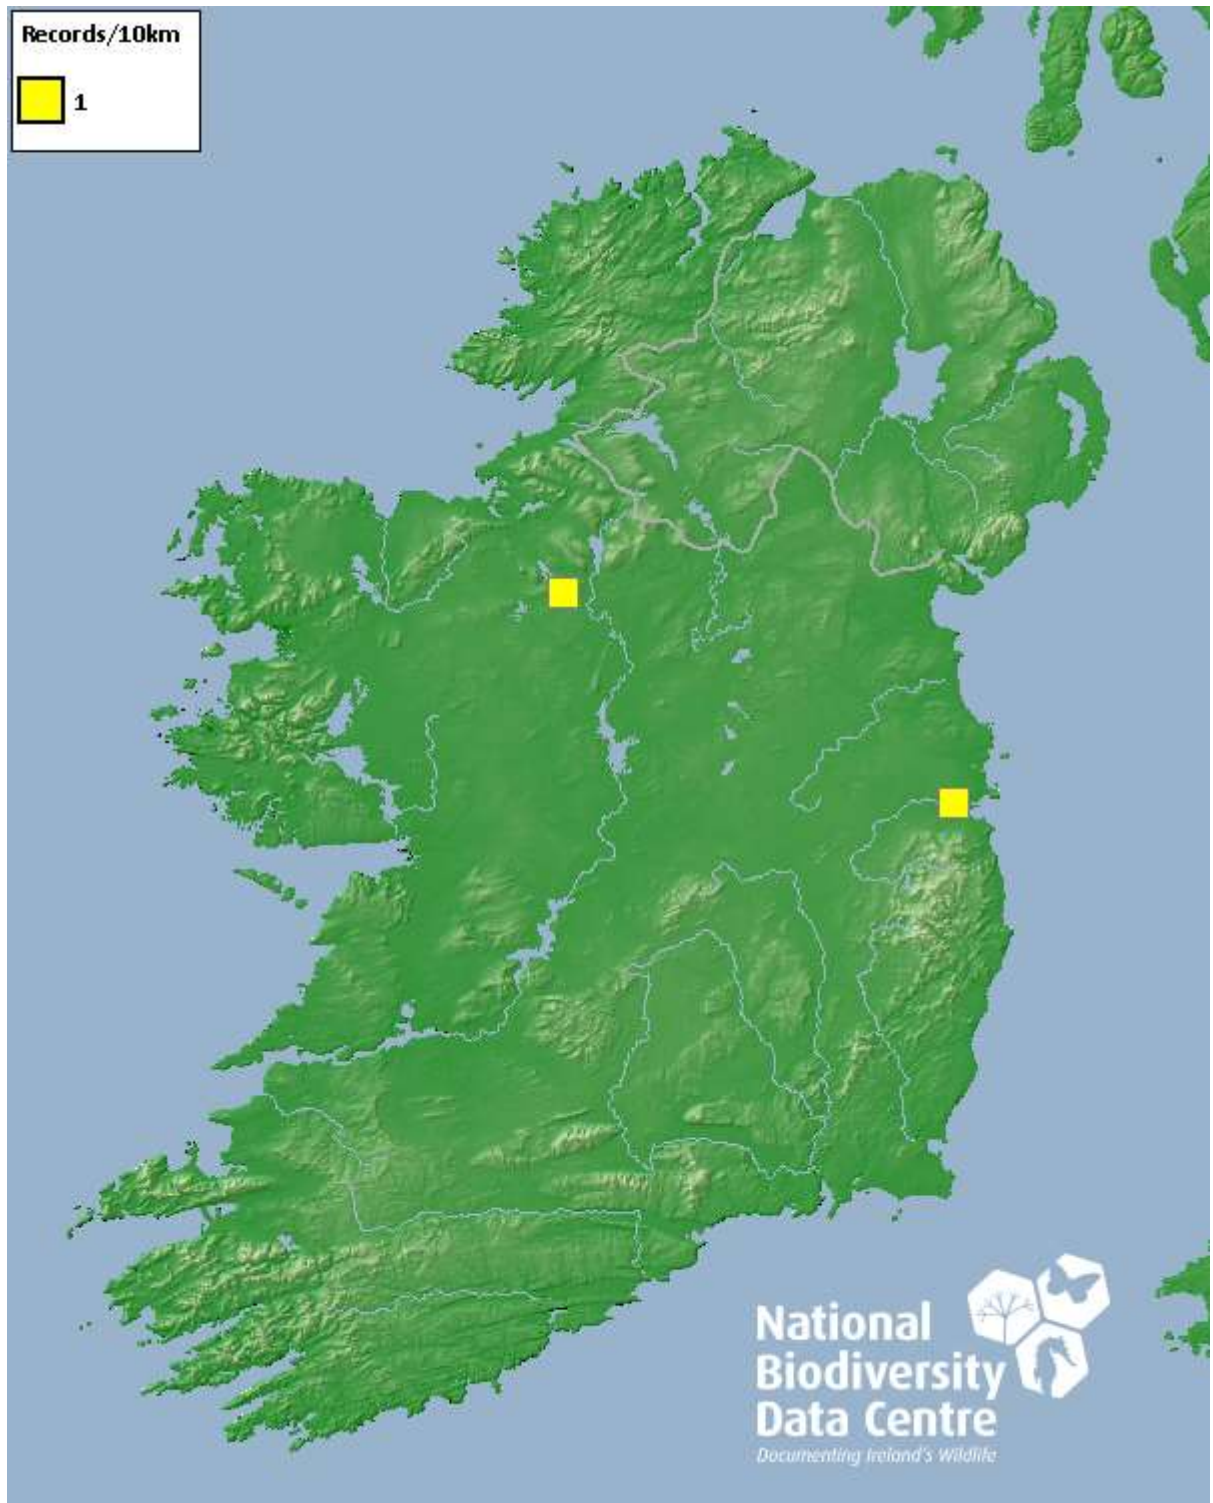 Records/10km
1
National
Biodiversity
Data Centre
Documenting Ireland's Wildlife